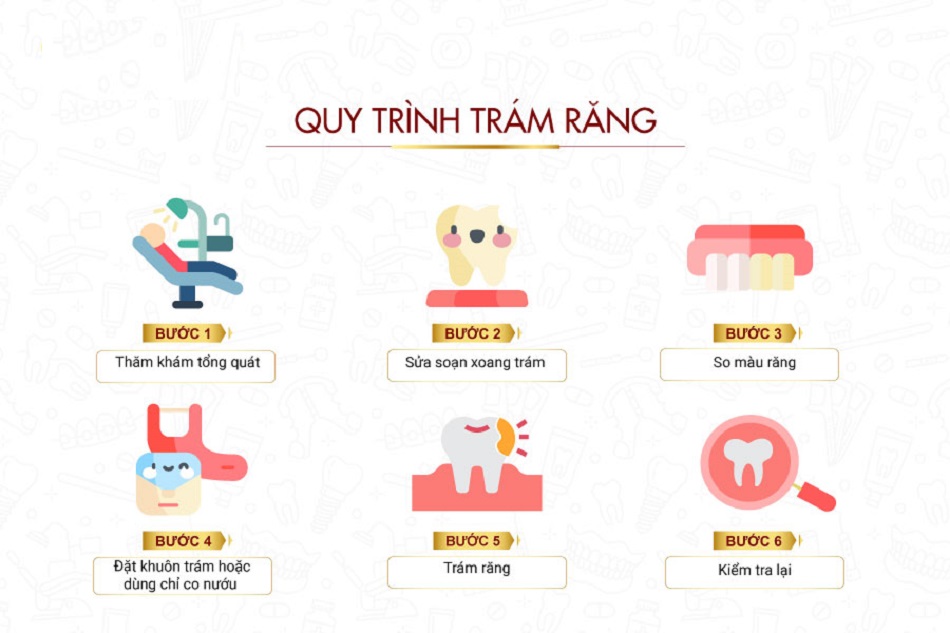 QUY TRÌNH TRÁM RĂNG
BƯỚC 1
Thăm khám tổng quát
BƯỚC 2
Sửa soạn xoang trám
BƯỚC 3
So màu răng
BƯỚC 4
Đặt khuôn trám hoặc
dùng chỉ co nướu
BƯỚC 5
Trám răng
BƯỚC 6
Kiểm tra lại